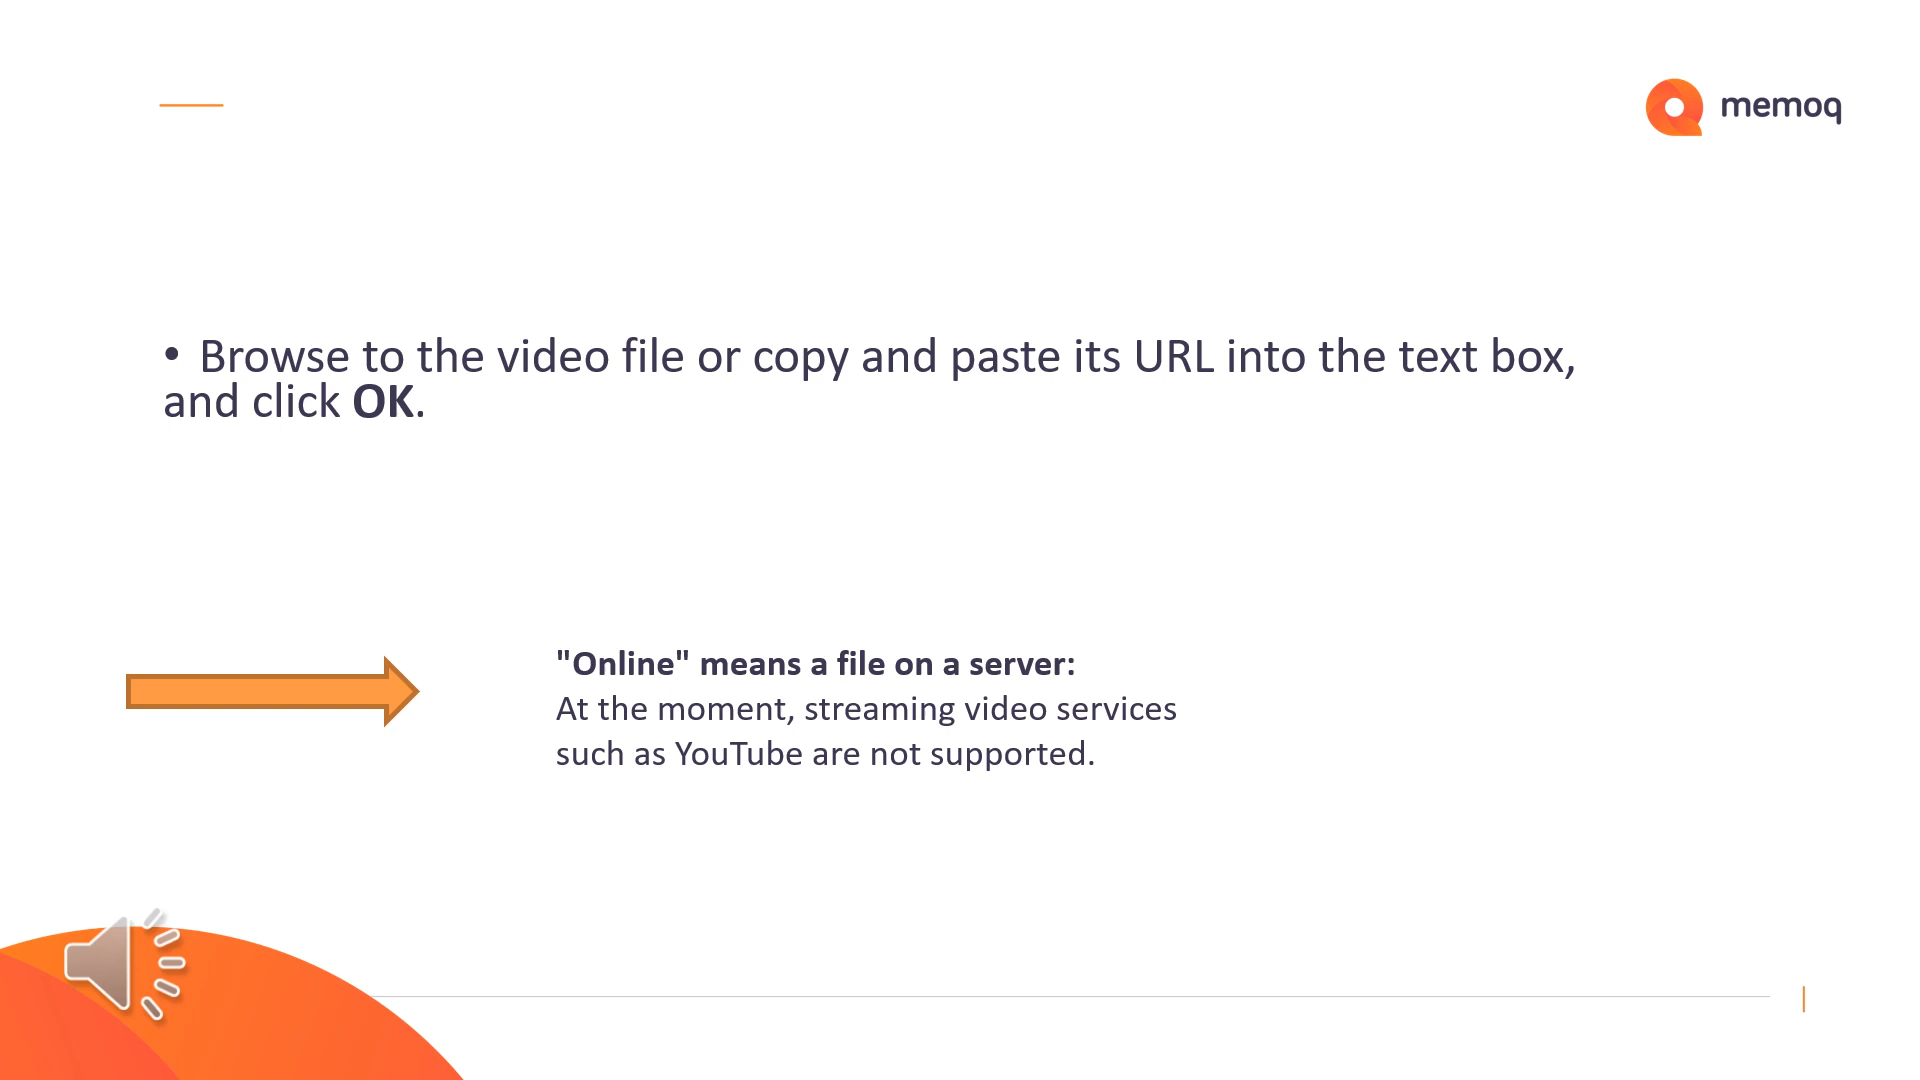 memoq
• Browse to the video file or copy and paste its URL into the text box,
and click OK.
"Online" means a file on a server:
At the moment, streaming video services
such as YouTube are not supported.